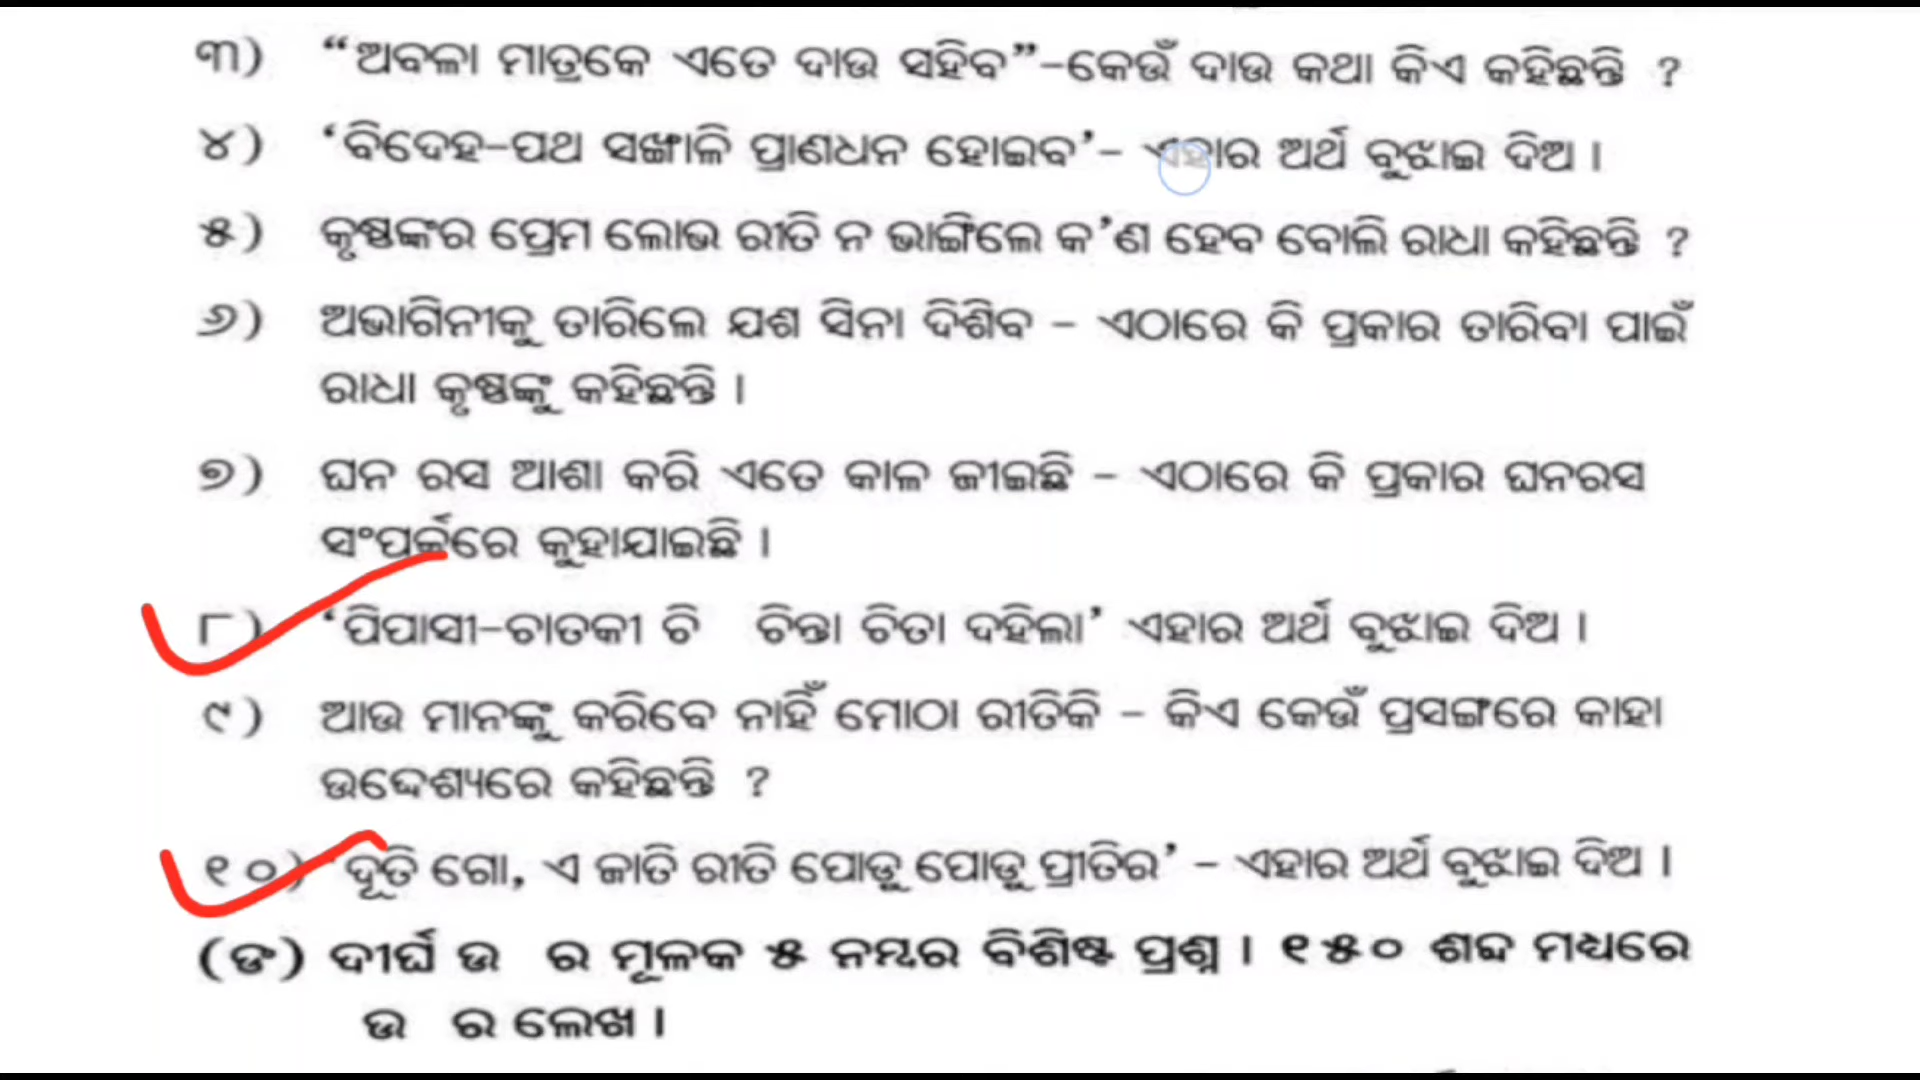 ୩) “ଅବଳା ମାତ୍ରକେ ଏତେ ଦାଉ ସହିବ”–କେଉଁ ଦାଉ କଥା କିଏ କହିଛନ୍ତି ?
୪) ‘ବିଦେହ–ପଥ ସଞ୍ଖାଳି ପ୍ରାଣଧନ ହୋଇବ’– ଏହାର ଅର୍ଥ ବୁଝାଇ ଦିଅ ।
୫) କୃଷ୍ଣଙ୍କର ପ୍ରେମ ଲୋଭ ରୀତି ନ ଭାଙ୍ଗିଲେ କ’ଣ ହେବ ବୋଲି ରାଧା କହିଛନ୍ତି ?
୬) ଅଭାଗିନୀକୁ ତାରିଲେ ଯଶ ସିନା ଦିଶିବ – ଏଠାରେ କି ପ୍ରକାର ତାରିବା ପାଇଁ
ରାଧା କୃଷ୍ଣଙ୍କୁ କହିଛନ୍ତି ।
୭) ଘନ ରସ ଆଶା କରି ଏତେ କାଳ ଜୀଇଛି – ଏଠାରେ କି ପ୍ରକାର ଘନରସ
ସଂପର୍କରେ କୁହାଯାଇଛି ।
୮) ‘ପିପାସୀ–ଚାତକୀ ଚି ଚିନ୍ତା ଚିତା ଦହିଲା’ ଏହାର ଅର୍ଥ ବୁଝାଇ ଦିଅ ।
୯) ଆଉ ମାନଙ୍କୁ କରିବେ ନାହିଁ ମୋଠା ରୀତିକି – କିଏ କେଉଁ ପ୍ରସଙ୍ଗରେ କାହା
ଉଦ୍ଦେଶ୍ୟରେ କହିଛନ୍ତି ?
୧୦) ‘ଦୂତି ଗୋ, ଏ ଜାତି ରୀତି ପୋଡୁ ପୋଡୁ ପ୍ରୀତିର’ – ଏହାର ଅର୍ଥ ବୁଝାଇ ଦିଅ ।
(ଙ) ଦୀର୍ଘ ଉ ର ମୂଳକ ୫ ନମ୍ବର ବିଶିଷ୍ଟ ପ୍ରଶ୍ନ । ୧୫୦ ଶବ୍ଦ ମଧ୍ୟରେ
ଉ ର ଲେଖ ।